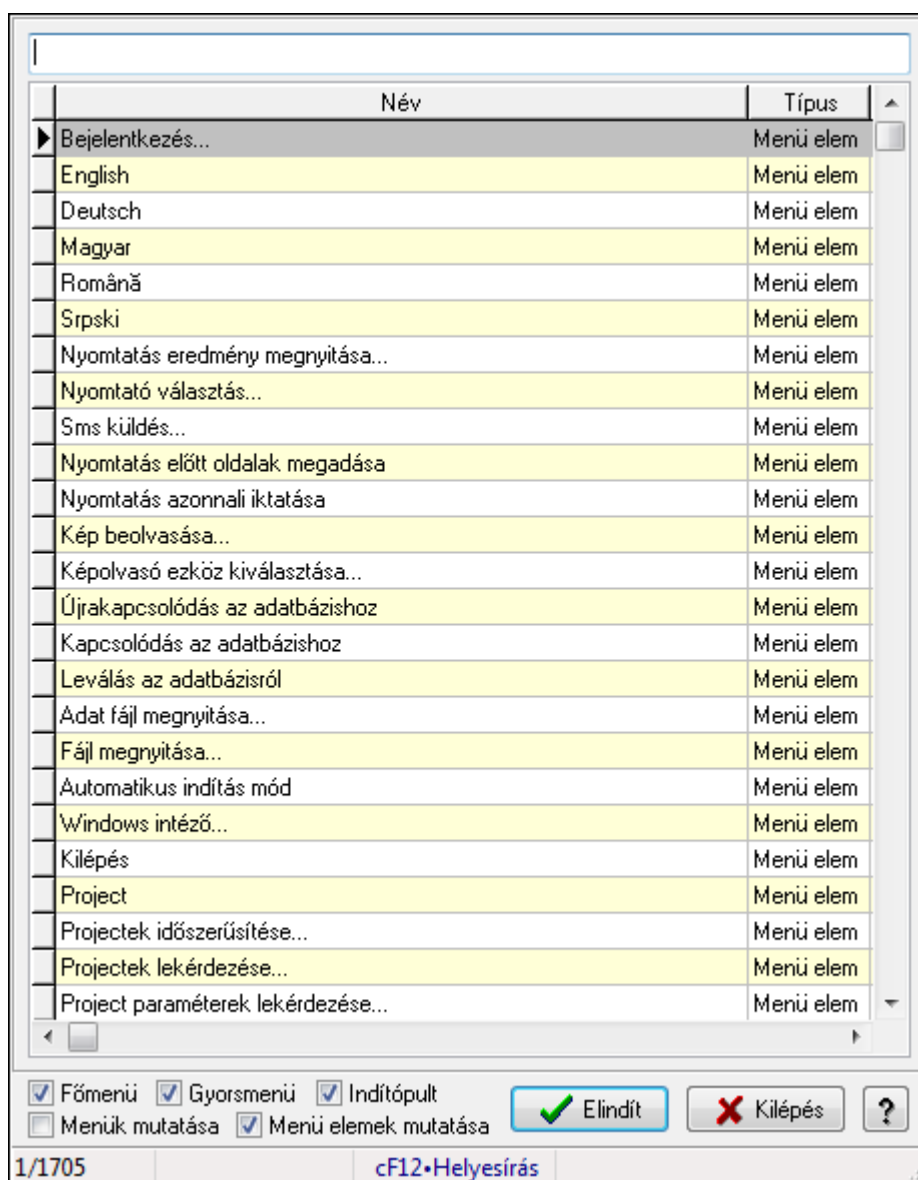 Név Típus
Bejelentkezés... Menü elem
English Menü elem
Deutsch Menü elem
Magyar Menü elem
Română Menü elem
Srpski Menü elem
Nyomtatás eredmény megnyitása... Menü elem
Nyomtató választás... Menü elem
Sms küldés... Menü elem
Nyomtatás előtt oldalak megadása Menü elem
Nyomtatás azonnali iktatása Menü elem
Kép beolvasása... Menü elem
Képolvasó ezköz kiválasztása... Menü elem
Újrakapcsolódás az adatbázishoz Menü elem
Kapcsolódás az adatbázishoz Menü elem
Leválás az adatbázisról Menü elem
Adat fájl megnyitása... Menü elem
Fájl megnyitása... Menü elem
Automatikus indítás mód Menü elem
Windows intéző... Menü elem
Kilépés Menü elem
Project Menü elem
Projectek időszerűsítése... Menü elem
Projectek lekérdezése... Menü elem
Project paraméterek lekérdezése... Menü elem
Főmenü Gyorsmenü Indítópult
Menük mutatása Menü elemek mutatása
Elindít Kilépés ?
1/1705 cF12•Helyesírás